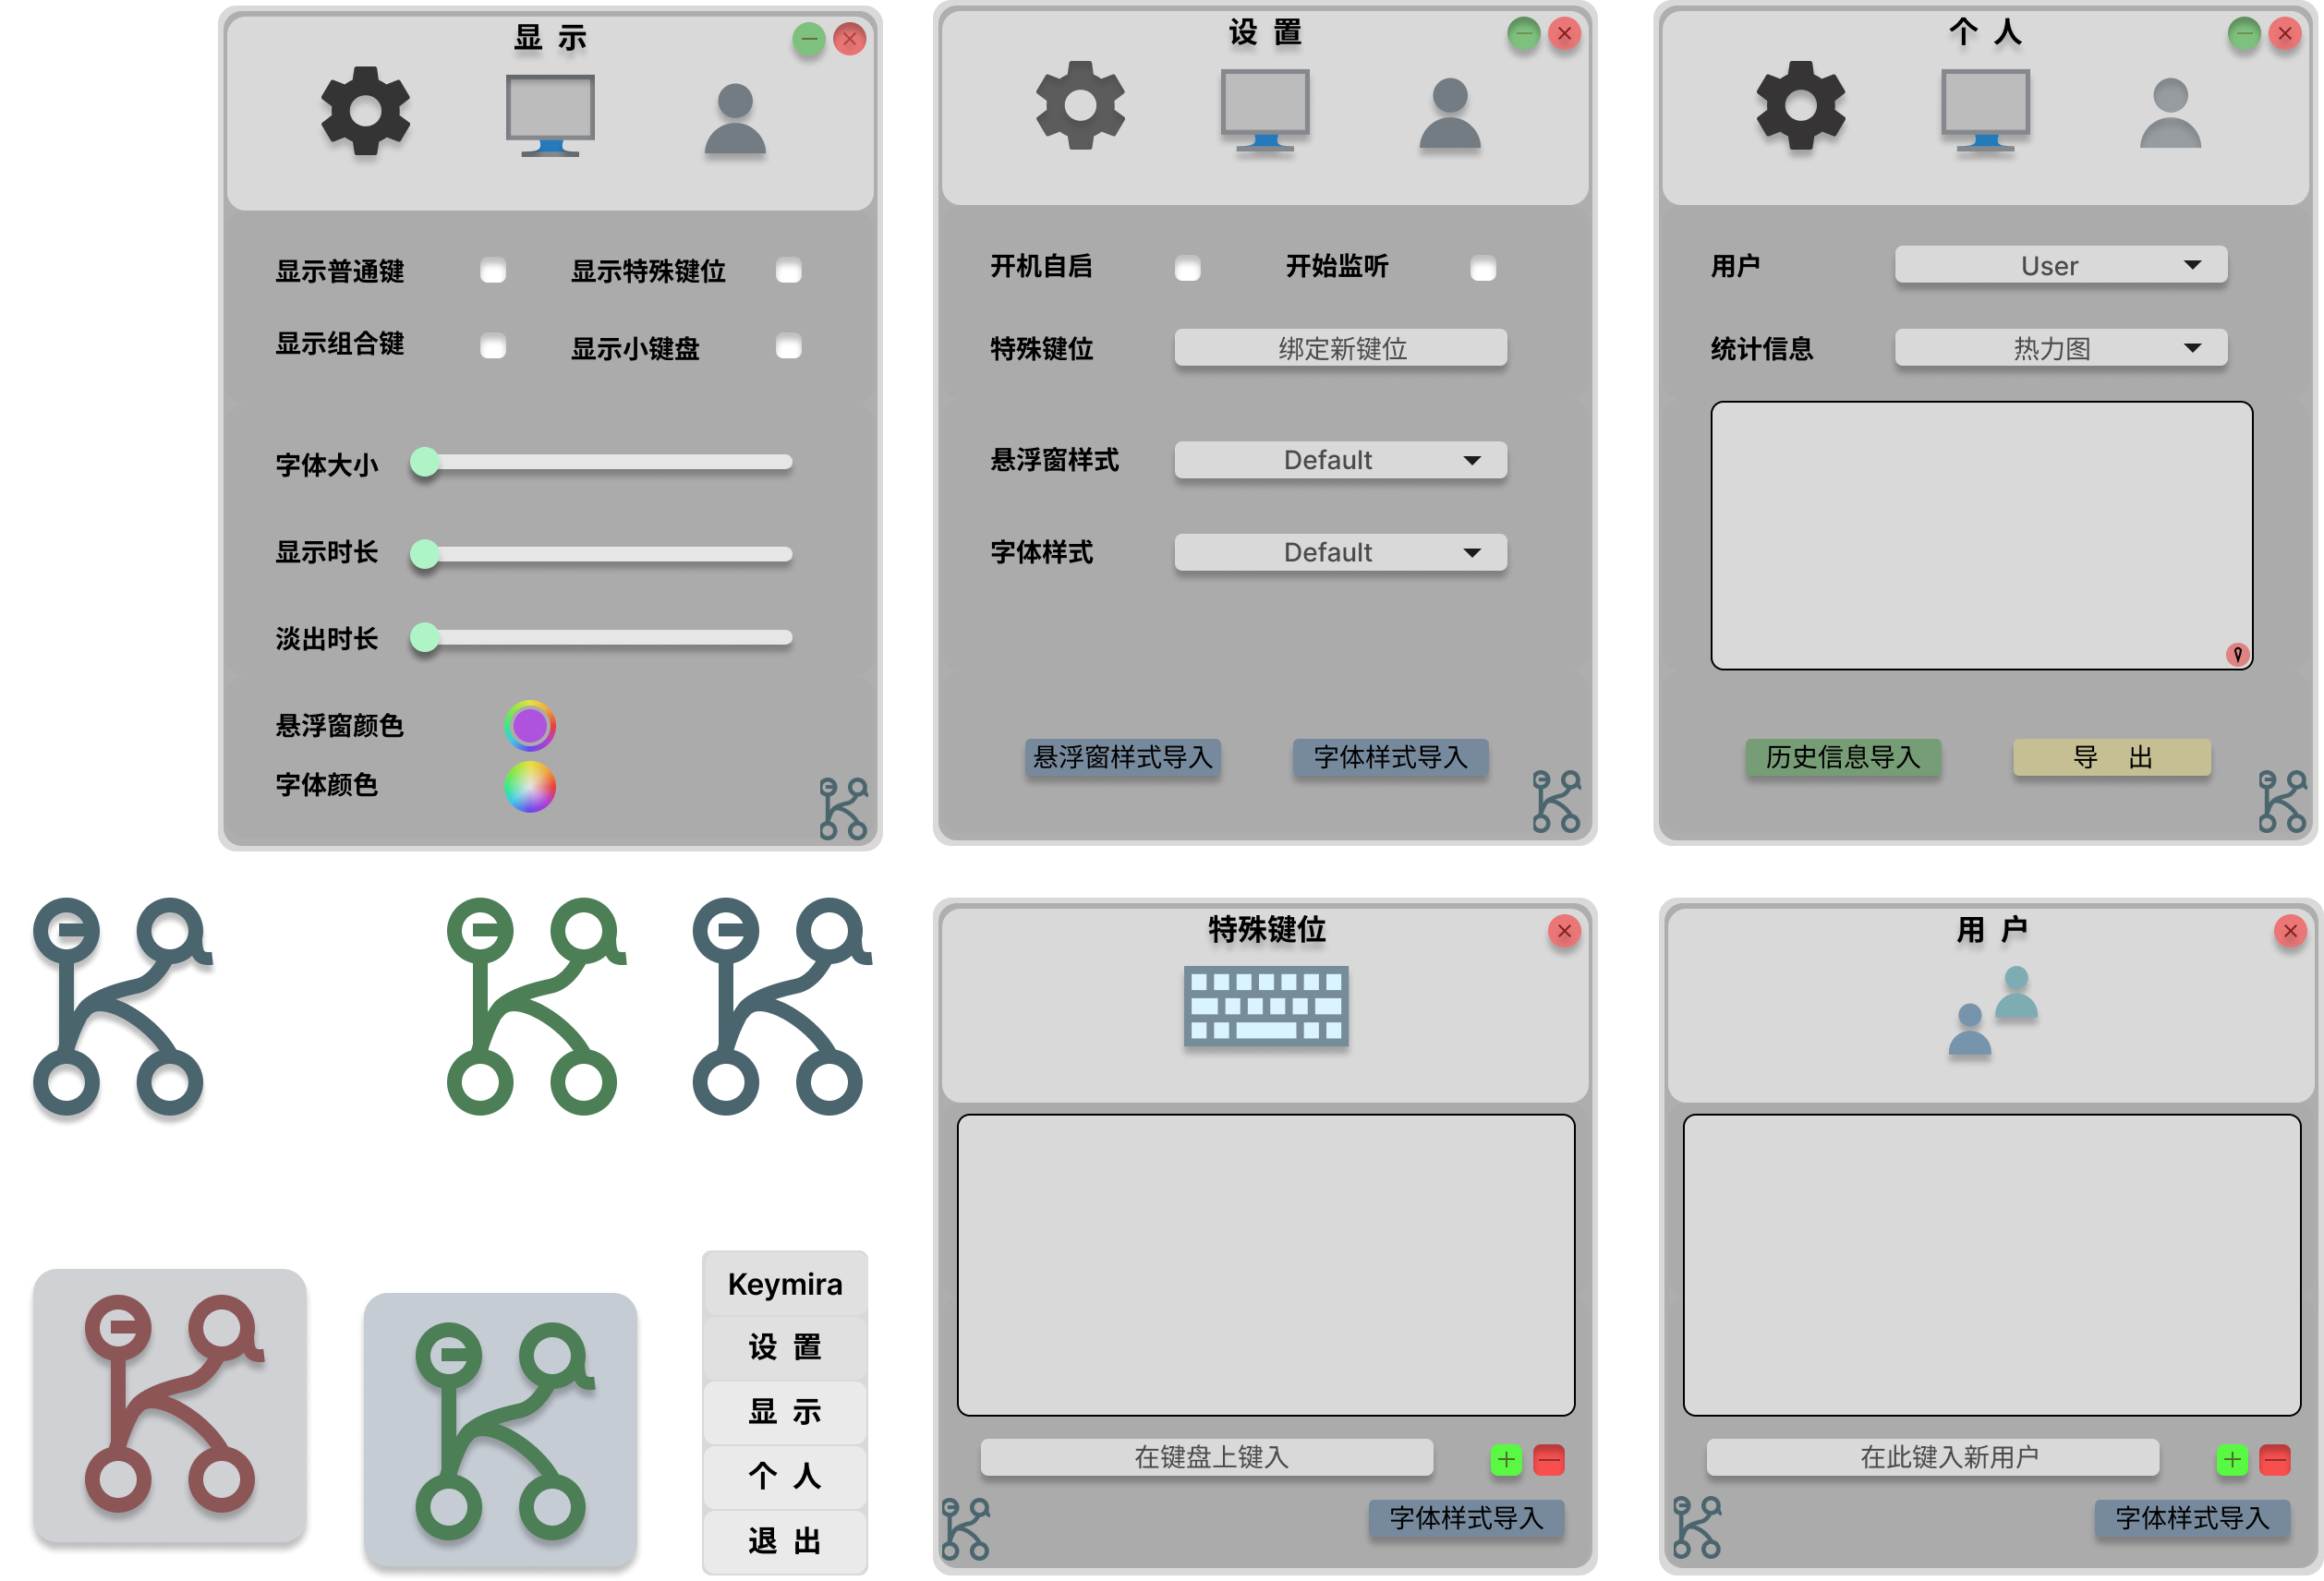 显 示
显示普通键
显示特殊键位
显示组合键
显示小键盘
字体大小
显示时长
淡出时长
悬浮窗颜色
字体颜色
设 置
开机自启
开始监听
特殊键位
绑定新键位
悬浮窗样式
Default
字体样式
Default
悬浮窗样式导入
字体样式导入
个 人
用户
User
统计信息
热力图
历史信息导入
导 出
Keymira
设 置
显 示
个 人
退 出
特殊键位
在键盘上键入
字体样式导入
用 户
在此键入新用户
字体样式导入